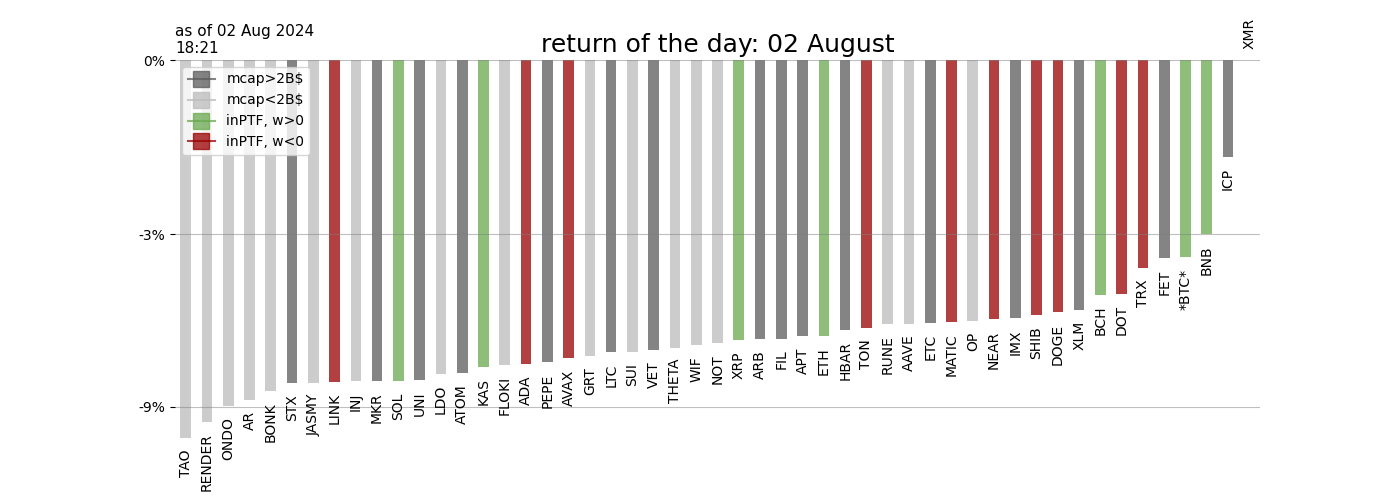 as of 02 Aug 2024
18:21
return of the day: 02 August
XMR
0%
mcap>2B$
mcap<2B$
inPTF, w>0
inPTF, w<0
-3%
-9%
TAO
RENDER
ONDO
AR
BONK
STX
JASMY
LINK
INJ
MKR
SOL
UNI
LDO
ATOM
KAS
FLOKI
ADA
PEPE
AVAX
GRT
LTC
SUI
VET
THETA
WIF
NOT
XRP
ARB
FIL
APT
ETH
HBAR
TON
RUNE
AAVE
ETC
MATIC
OP
NEAR
IMX
SHIB
DOGE
XLM
BCH
DOT
TRX
FET
*BTC*
BNB
ICP